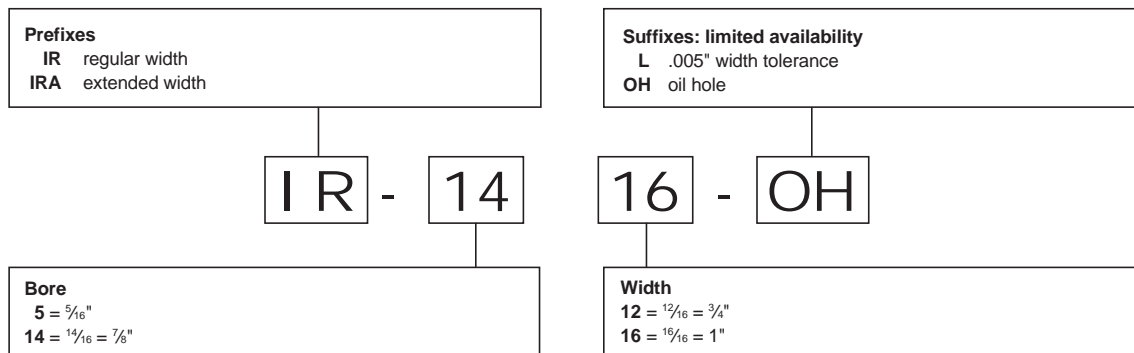 Prefixes
IR regular width
IRA extended width
Suffixes: limited availability
L .005" width tolerance
OH oil hole
IR - 14 16 - OH
Bore
5 = 5/16"
14 = 14/16 = 7/8"
Width
12 = 12/16 = 3/4"
16 = 16/16 = 1"